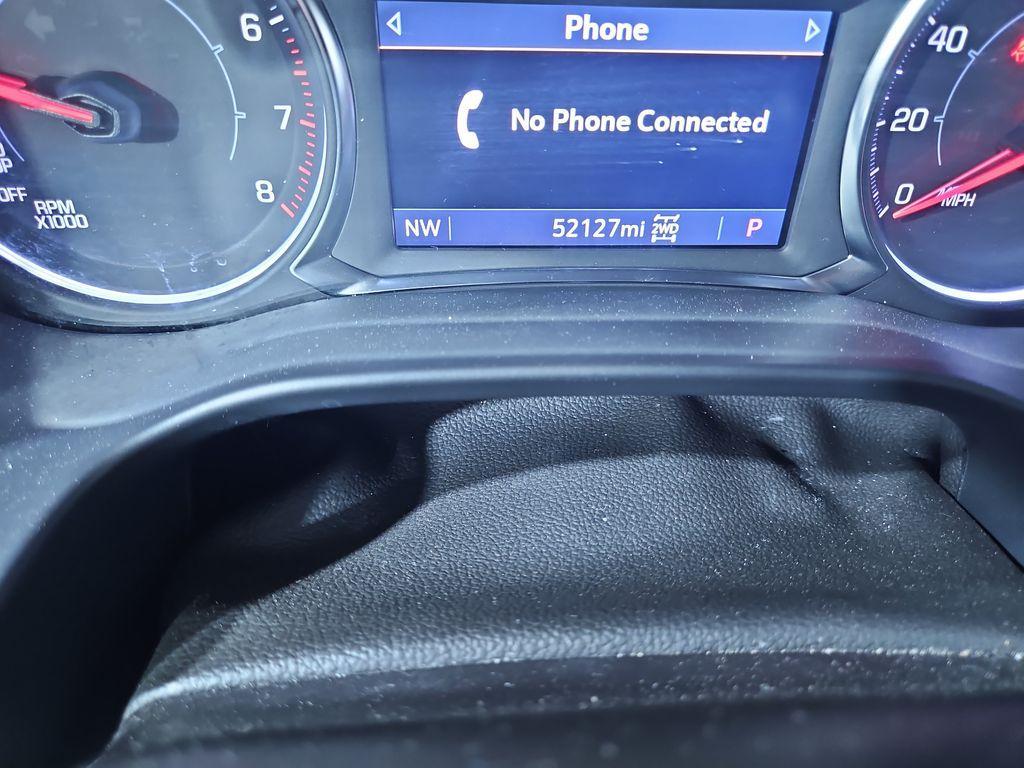 Phone
No Phone Connected
NW 52127mi 2WD P
6
7
8
OFF
RPM
X1000
40
20
0
MPH